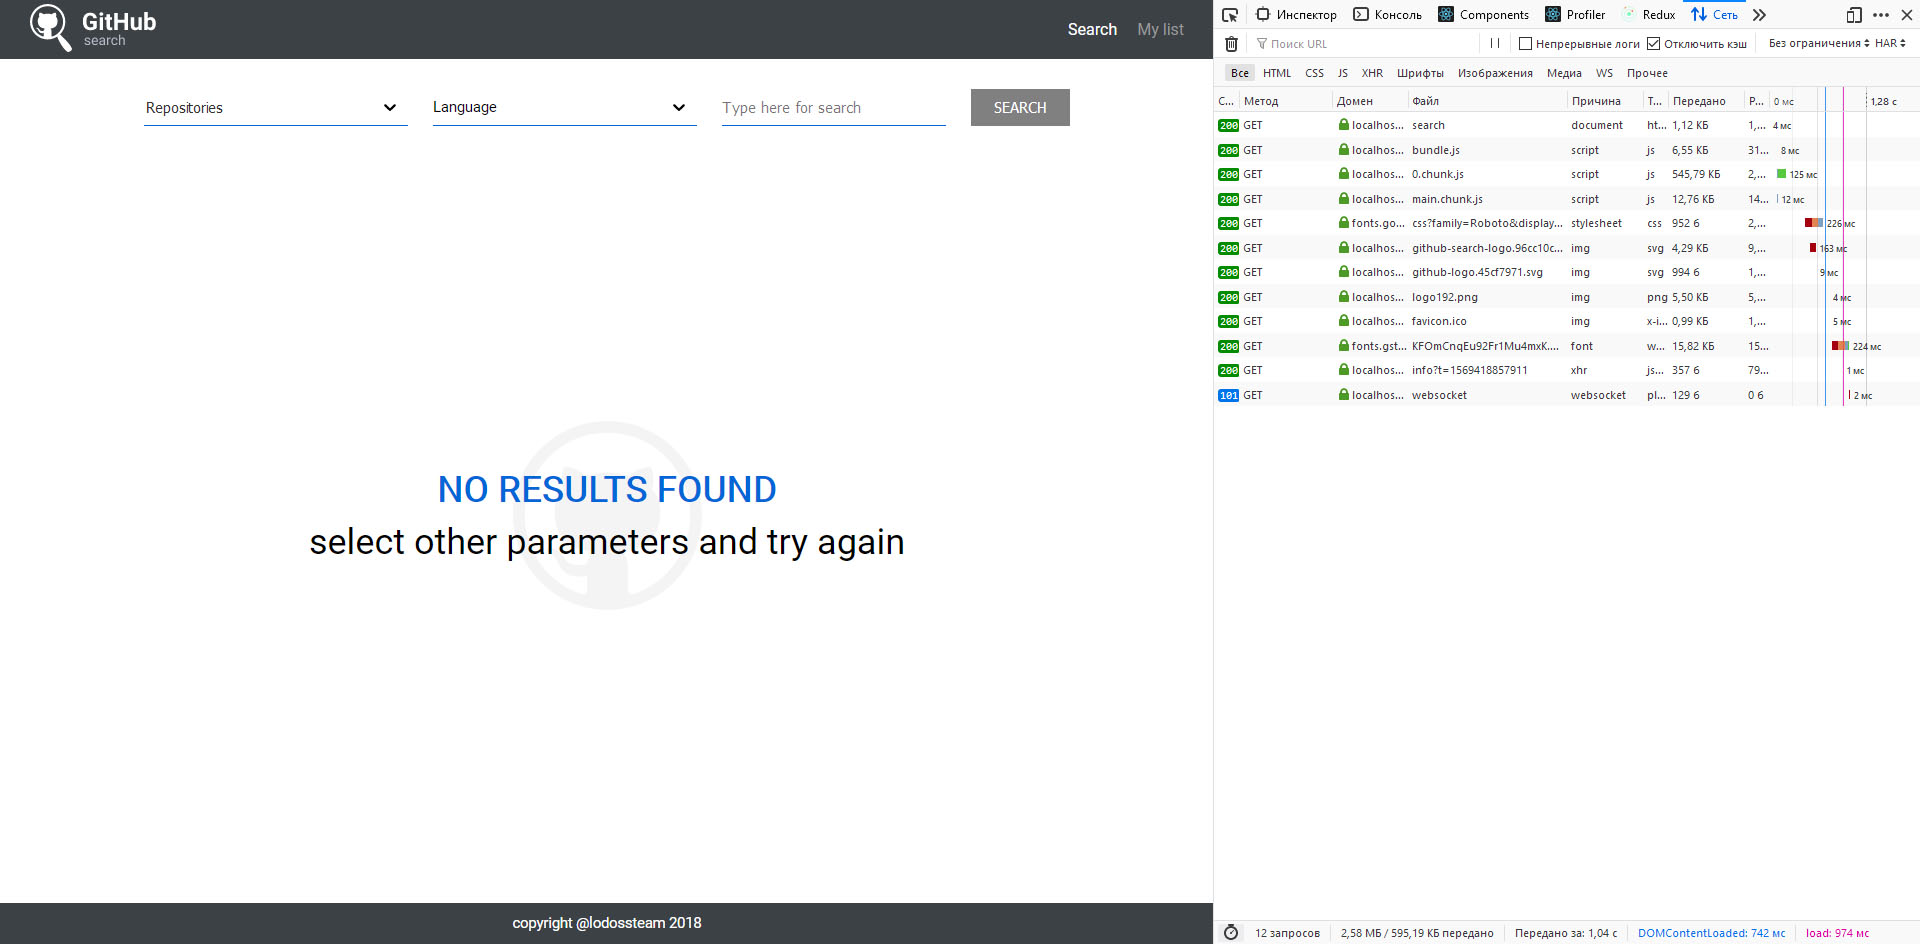 GitHub
search
Search
My list
Repositories
Language
Type here for search
SEARCH
NO RESULTS FOUND
select other parameters and try again
copyright @lodossteam 2018
Инспектор Консоль Components Profiler Redux Сеть
Поиск URL Непрерывные логи Отключить кэш Без ограничения HAR
Все HTML CSS JS XHR Шрифты Изображения Медиа WS Прочее
С... Метод Домен Файл Причина Т... Передано Р... 0 мс 1,28 с
200 GET localhos... search document ht... 1,12 КБ 1,... 4 мс
200 GET localhos... bundle.js script js 6,55 КБ 31... 8 мс
200 GET localhos... 0.chunk.js script js 545,79 КБ 2,... 125 мс
200 GET localhos... main.chunk.js script js 12,76 КБ 14... 12 мс
200 GET fonts.go... css?family=Roboto&display... stylesheet css 952 б 2,... 226 мс
200 GET localhos... github-search-logo.96cc10c... img svg 4,29 КБ 9,... 163 мс
200 GET localhos... github-logo.45cf7971.svg img svg 994 б 1,... 9 мс
200 GET localhos... logo192.png img png 5,50 КБ 5,... 4 мс
200 GET localhos... favicon.ico img x-i... 0,99 КБ 1,... 5 мс
200 GET fonts.gst... KFOmCnqEu92Fr1Mu4mxK.... font w... 15,82 КБ 15... 224 мс
200 GET localhos... info?t=1569418857911 xhr js... 357 б 79... 1 мс
101 GET localhos... websocket websocket pl... 129 б 0 б 2 мс
12 запросов 2,58 МБ / 595,19 КБ передано Передано за: 1,04 с DOMContentLoaded: 742 мс load: 974 мс